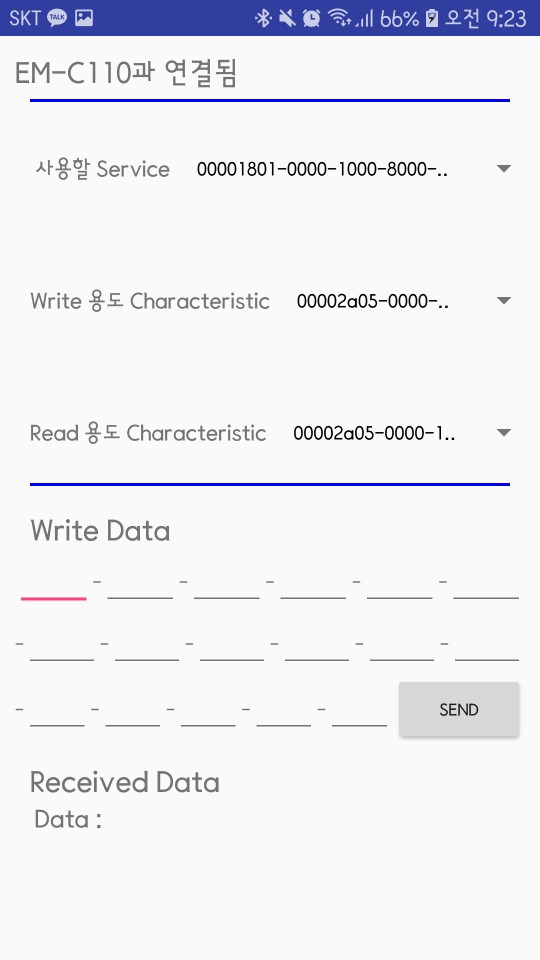 SKT TALK 66% 오전 9:23
EM-C110과 연결됨
사용할 Service 00001801-0000-1000-8000-..
Write 용도 Characteristic 00002a05-0000-..
Read 용도 Characteristic 00002a05-0000-1..
Write Data
- - - - -
- - - - - -
- - - - - SEND
Received Data
Data :